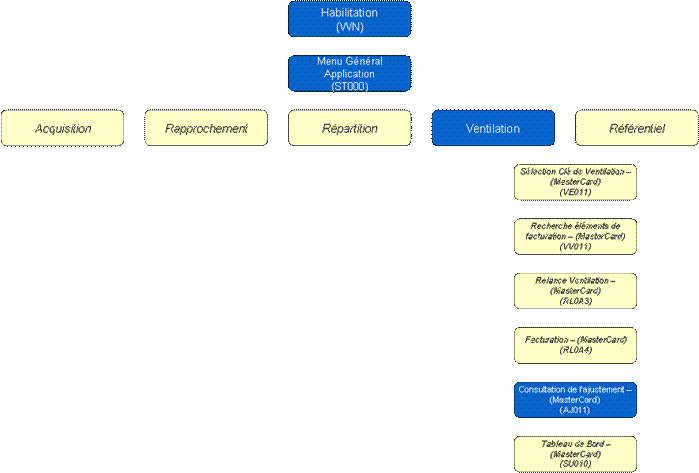 Habilitation
(VVN)
Menu Général
Application
(ST000)
Acquisition
Rapprochement
Répartition
Ventilation
Référentiel
Sélection Clé de Ventilation –
(MasterCard)
(VE011)
Recherche éléments de
facturation – (MasterCard)
(VV011)
Relance Ventilation –
(MasterCard)
(RL0A3)
Facturation – (MasterCard)
(RL0A4)
Consultation de l'ajustement –
(MasterCard)
(AJ011)
Tableau de Bord –
(MasterCard)
(SU010)